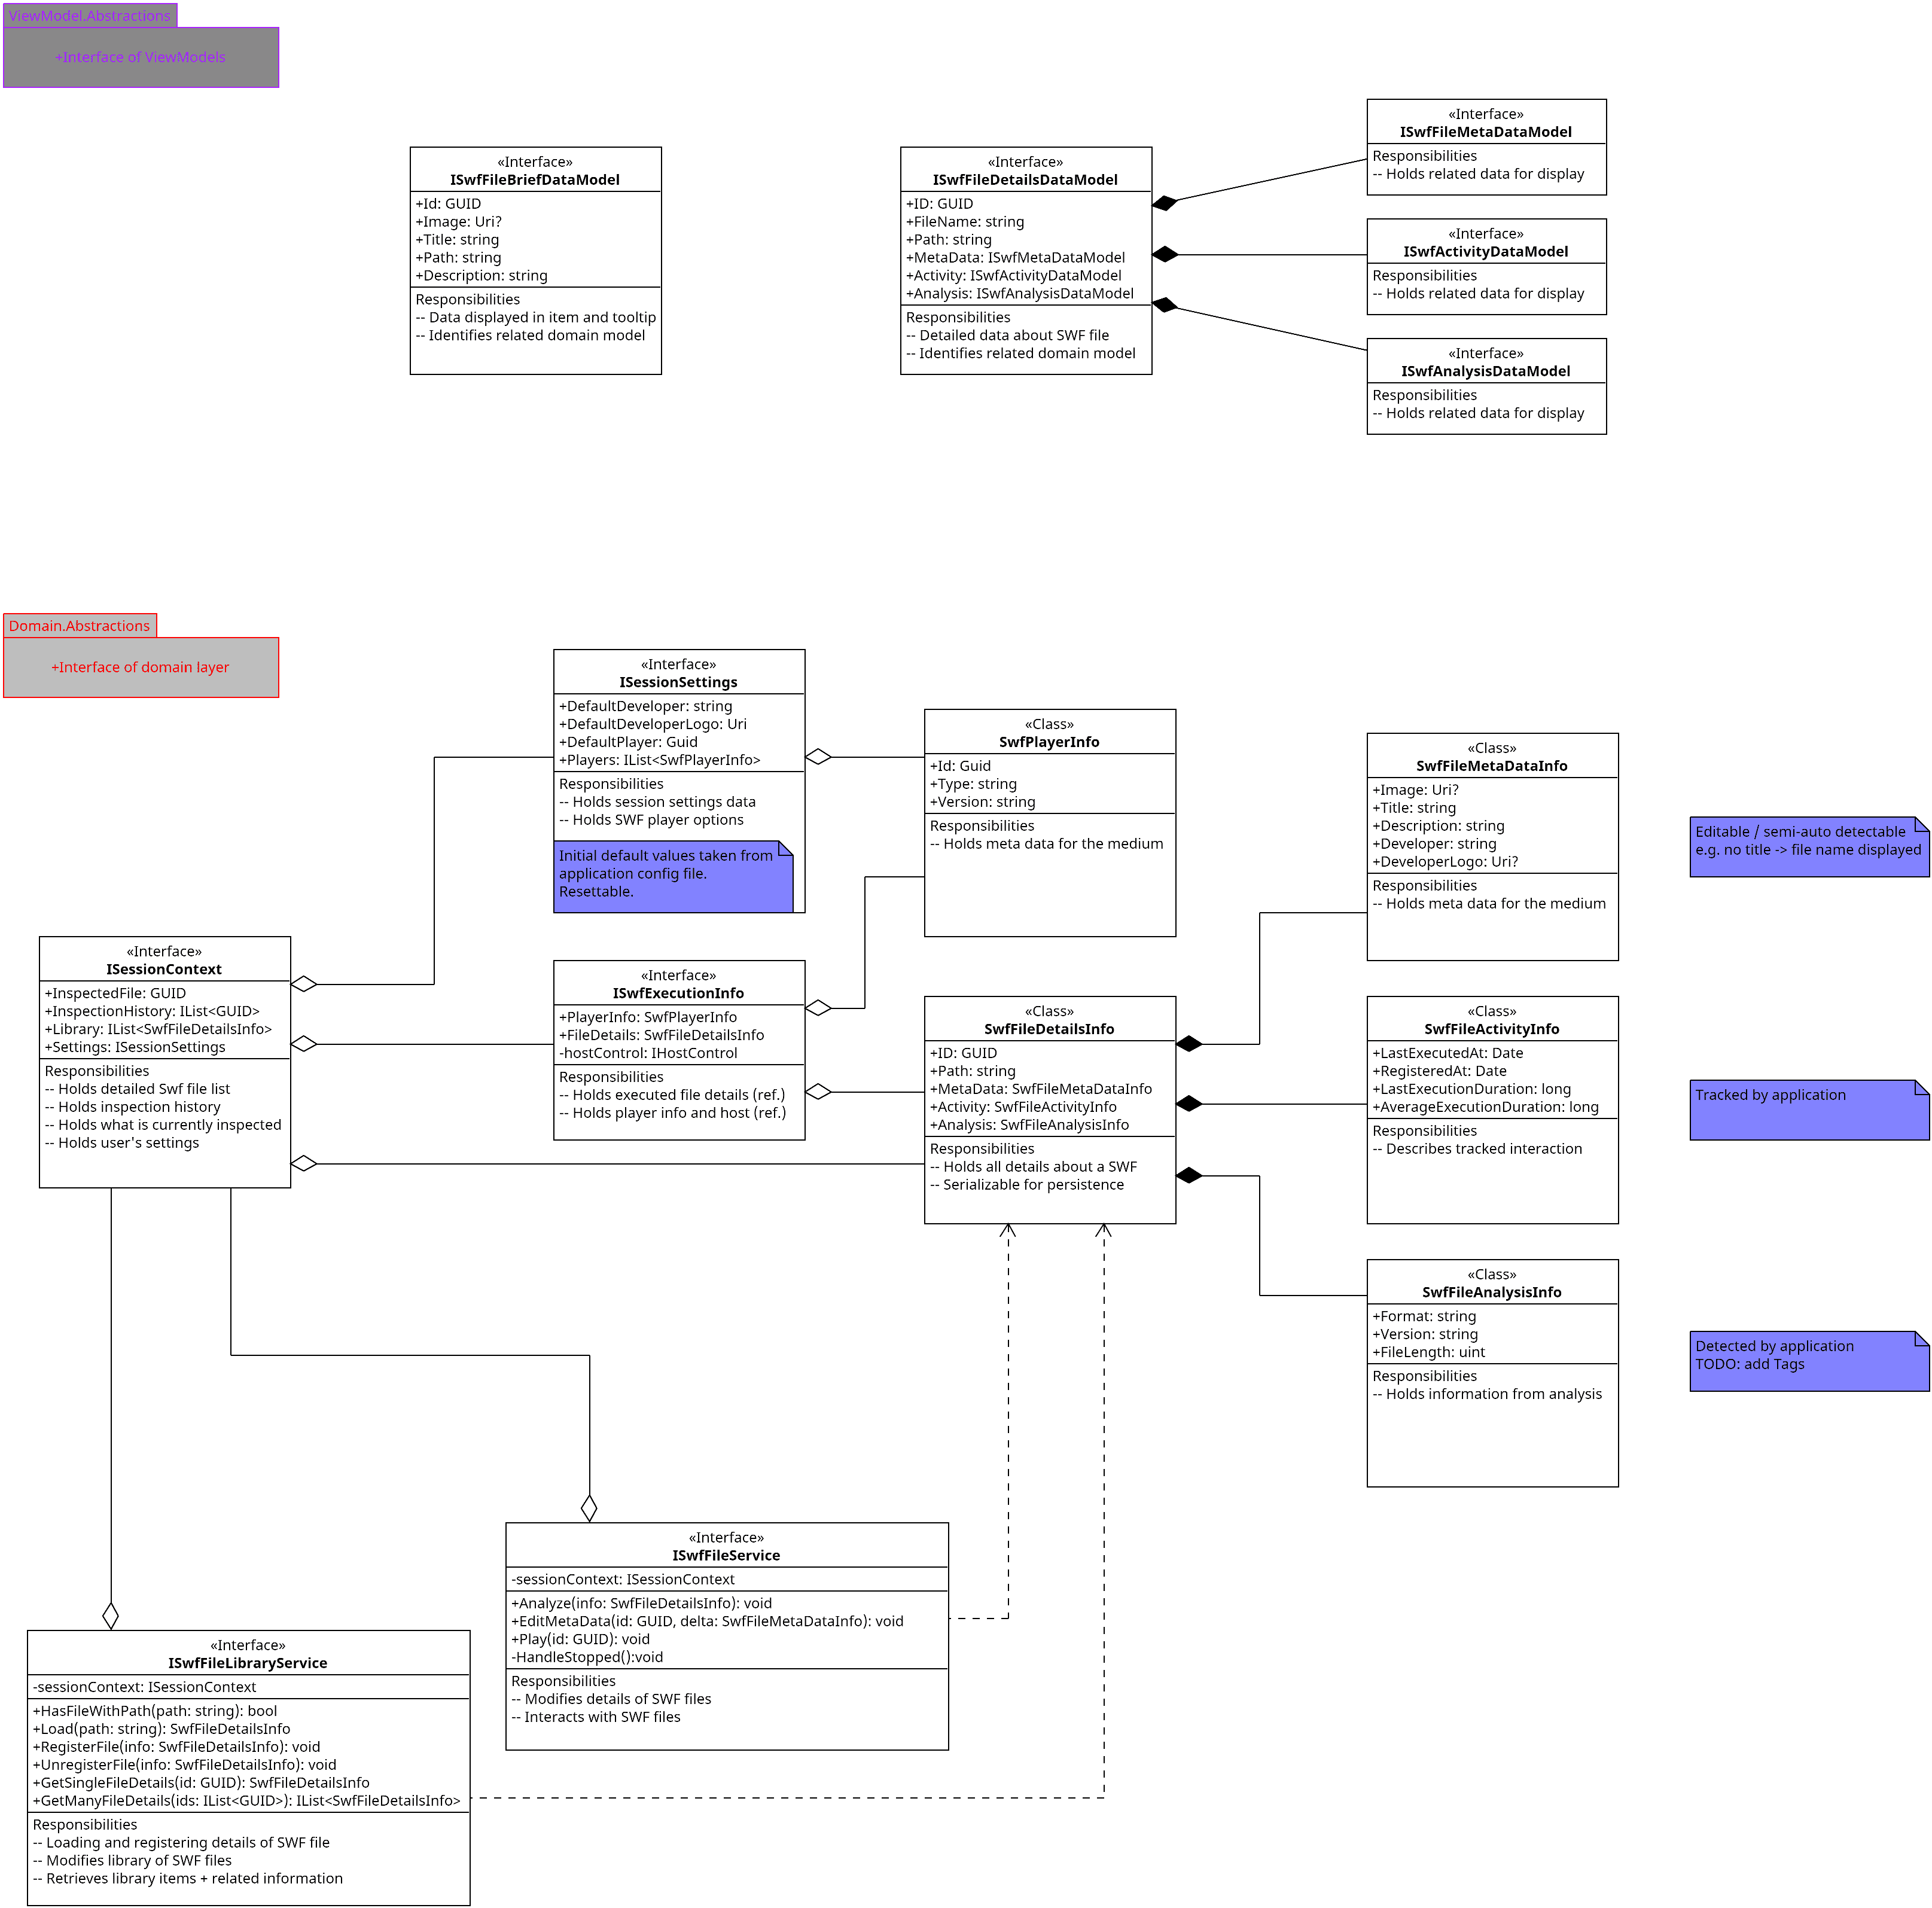 ViewModel.Abstractions
+Interface of ViewModels
«Interface»
ISwfFileBriefDataModel
+Id: GUID
+Image: Uri?
+Title: string
+Path: string
+Description: string
Responsibilities
-- Data displayed in item and tooltip
-- Identifies related domain model
«Interface»
ISwfFileDetailsDataModel
+ID: GUID
+FileName: string
+Path: string
+MetaData: ISwfMetaDataModel
+Activity: ISwfActivityDataModel
+Analysis: ISwfAnalysisDataModel
Responsibilities
-- Detailed data about SWF file
-- Identifies related domain model
«Interface»
ISwfFileMetaDataModel
Responsibilities
-- Holds related data for display
«Interface»
ISwfActivityDataModel
Responsibilities
-- Holds related data for display
«Interface»
ISwfAnalysisDataModel
Responsibilities
-- Holds related data for display
Domain.Abstractions
+Interface of domain layer
«Interface»
ISessionSettings
+DefaultDeveloper: string
+DefaultDeveloperLogo: Uri
+DefaultPlayer: Guid
+Players: IList<SwfPlayerInfo>
Responsibilities
-- Holds session settings data
-- Holds SWF player options
Initial default values taken from
application config file.
Resettable.
«Class»
SwfPlayerInfo
+Id: Guid
+Type: string
+Version: string
Responsibilities
-- Holds meta data for the medium
«Class»
SwfFileMetaDataInfo
+Image: Uri?
+Title: string
+Description: string
+Developer: string
+DeveloperLogo: Uri?
Responsibilities
-- Holds meta data for the medium
Editable / semi-auto detectable
e.g. no title -> file name displayed
«Interface»
ISessionContext
+InspectedFile: GUID
+InspectionHistory: IList<GUID>
+Library: IList<SwfFileDetailsInfo>
+Settings: ISessionSettings
Responsibilities
-- Holds detailed Swf file list
-- Holds inspection history
-- Holds what is currently inspected
-- Holds user's settings
«Interface»
ISwfExecutionInfo
+PlayerInfo: SwfPlayerInfo
+FileDetails: SwfFileDetailsInfo
-hostControl: IHostControl
Responsibilities
-- Holds executed file details (ref.)
-- Holds player info and host (ref.)
«Class»
SwfFileDetailsInfo
+ID: GUID
+Path: string
+MetaData: SwfFileMetaDataInfo
+Activity: SwfFileActivityInfo
+Analysis: SwfFileAnalysisInfo
Responsibilities
-- Holds all details about a SWF
-- Serializable for persistence
«Class»
SwfFileActivityInfo
+LastExecutedAt: Date
+RegisteredAt: Date
+LastExecutionDuration: long
+AverageExecutionDuration: long
Responsibilities
-- Describes tracked interaction
Tracked by application
«Class»
SwfFileAnalysisInfo
+Format: string
+Version: string
+FileLength: uint
Responsibilities
-- Holds information from analysis
Detected by application
TODO: add Tags
«Interface»
ISwfFileService
-sessionContext: ISessionContext
+Analyze(info: SwfFileDetailsInfo): void
+EditMetaData(id: GUID, delta: SwfFileMetaDataInfo): void
+Play(id: GUID): void
-HandleStopped():void
Responsibilities
-- Modifies details of SWF files
-- Interacts with SWF files
«Interface»
ISwfFileLibraryService
-sessionContext: ISessionContext
+HasFileWithPath(path: string): bool
+Load(path: string): SwfFileDetailsInfo
+RegisterFile(info: SwfFileDetailsInfo): void
+UnregisterFile(info: SwfFileDetailsInfo): void
+GetSingleFileDetails(id: GUID): SwfFileDetailsInfo
+GetManyFileDetails(ids: IList<GUID>): IList<SwfFileDetailsInfo>
Responsibilities
-- Loading and registering details of SWF file
-- Modifies library of SWF files
-- Retrieves library items + related information